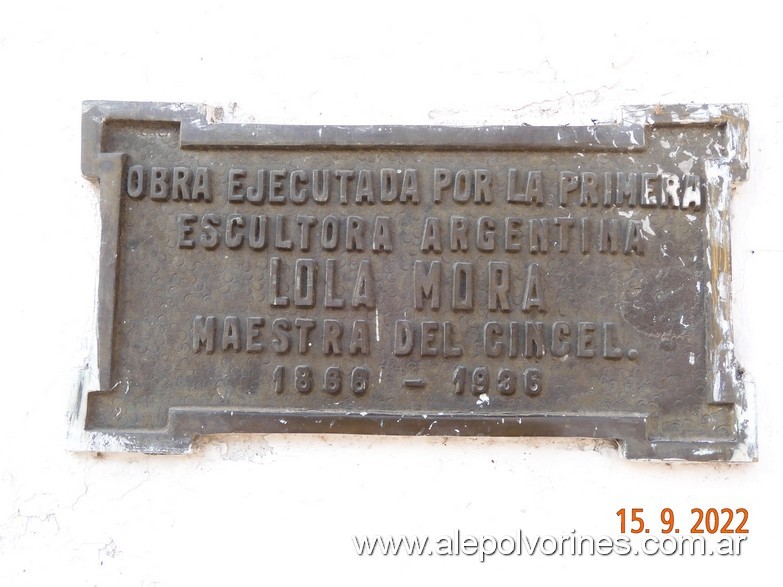 OBRA EJECUTADA POR LA PRIMERA
ESCULTORA ARGENTINA
LOLA MORA
MAESTRA DEL CINCEL.
1866 - 1936
15. 9. 2022
www.alepolvorines.com.ar